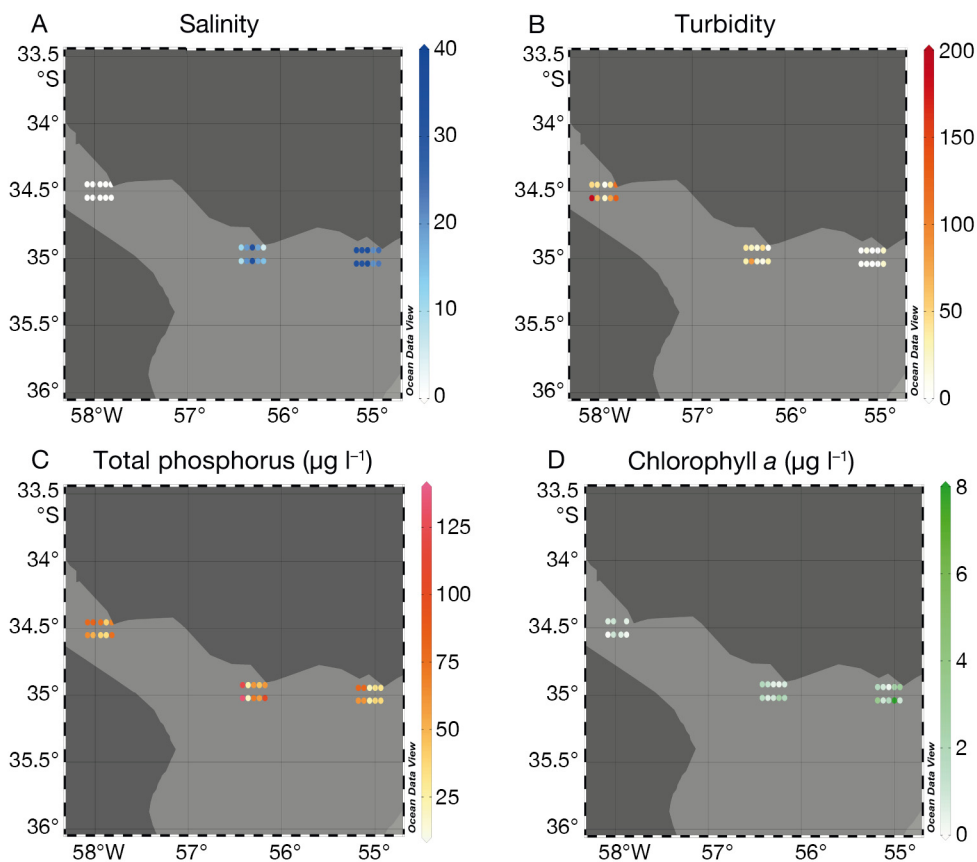 A Salinity
33.5
°S
34°
34.5°
35°
35.5°
36°
58°W 57° 56° 55°
40
30
20
10
0
Ocean Data View
B Turbidity
33.5
°S
34°
34.5°
35°
35.5°
36°
58°W 57° 56° 55°
200
150
100
50
0
Ocean Data View
C Total phosphorus (µg l⁻¹)
33.5
°S
34°
34.5°
35°
35.5°
36°
58°W 57° 56° 55°
125
100
75
50
25
Ocean Data View
D Chlorophyll a (µg l⁻¹)
33.5
°S
34°
34.5°
35°
35.5°
36°
58°W 57° 56° 55°
8
6
4
2
0
Ocean Data View